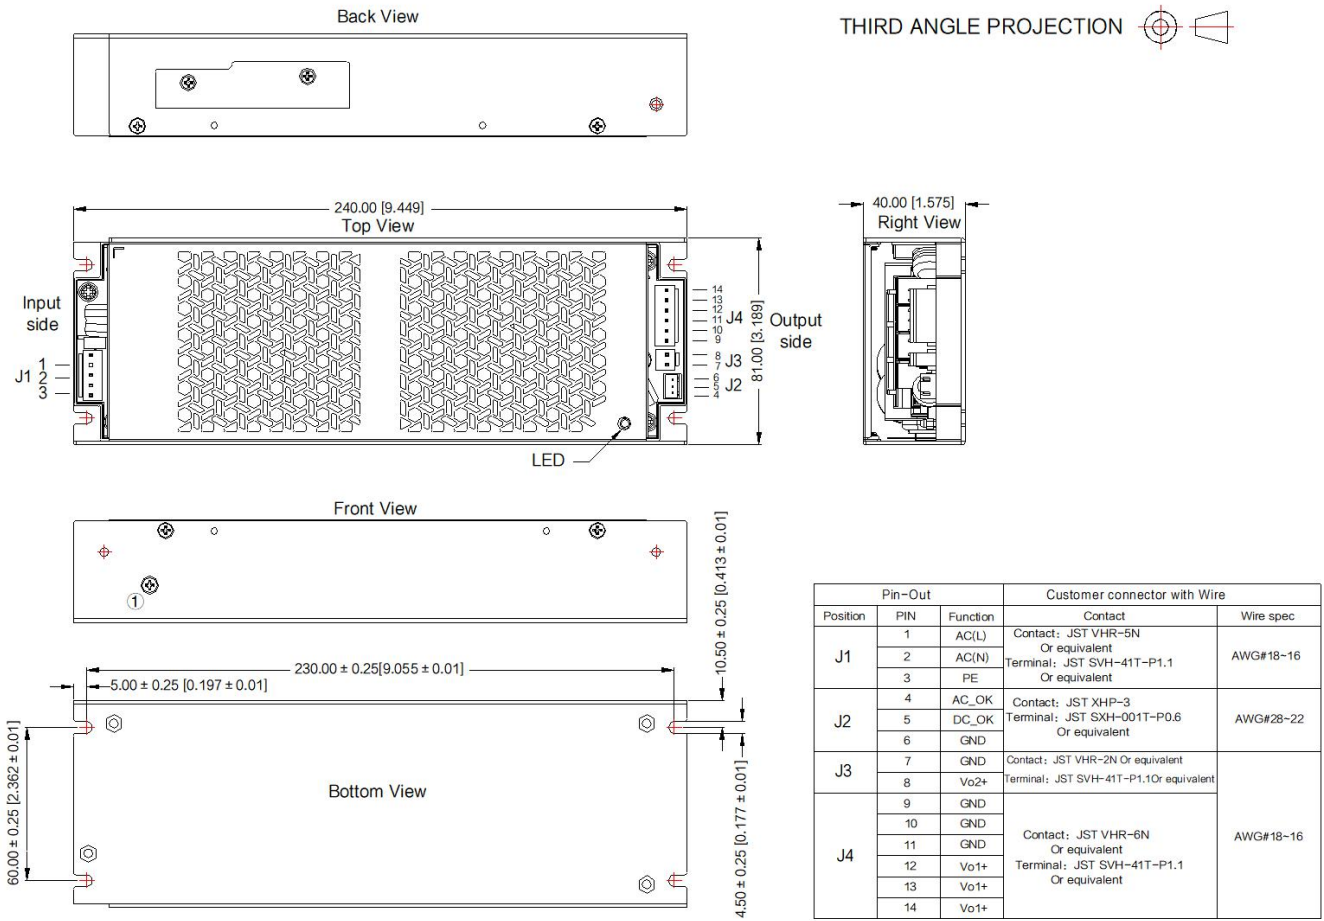 Back View
THIRD ANGLE PROJECTION
240.00 [9.449]
Top View
40.00 [1.575]
Right View
Input
side
J1
1
2
3
14
13
12
11
10
9
J4
8
7
J3
6
5
4
J2
81.00 [3.189]
Output
side
LED
Front View
①
10.50 ± 0.25 [0.413 ± 0.01]
230.00 ± 0.25[9.055 ± 0.01]
5.00 ± 0.25 [0.197 ± 0.01]
60.00 ± 0.25 [2.362 ± 0.01]
Bottom View
4.50 ± 0.25 [0.177 ± 0.01]
Pin-Out Customer connector with Wire
Position PIN Function Contact Wire spec
J1
1 AC(L)
2 AC(N)
3 PE
Contact: JST VHR-5N
Or equivalent
Terminal: JST SVH-41T-P1.1
Or equivalent
AWG#18~16
J2
4 AC_OK
5 DC_OK
6 GND
Contact: JST XHP-3
Terminal: JST SXH-001T-P0.6
Or equivalent
AWG#28~22
J3
7 GND
8 Vo2+
Contact: JST VHR-2N Or equivalent
Terminal: JST SVH-41T-P1.1Or equivalent
J4
9 GND
10 GND
11 GND
12 Vo1+
13 Vo1+
14 Vo1+
Contact: JST VHR-6N
Or equivalent
Terminal: JST SVH-41T-P1.1
Or equivalent
AWG#18~16